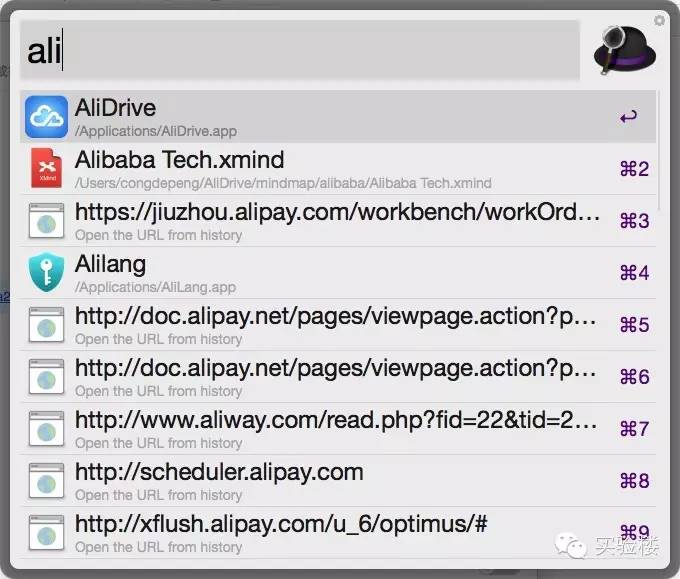 ali
AliDrive
/Applications/AliDrive.app
↩
Alibaba Tech.xmind
/Users/congdepeng/AliDrive/mindmap/alibaba/Alibaba Tech.xmind
⌘2
XMind
https://jiuzhou.alipay.com/workbench/workOrd…
Open the URL from history
⌘3
Alilang
/Applications/AliLang.app
⌘4
http://doc.alipay.net/pages/viewpage.action?p…
Open the URL from history
⌘5
http://doc.alipay.net/pages/viewpage.action?p…
Open the URL from history
⌘6
http://www.aliway.com/read.php?fid=22&tid=2…
Open the URL from history
⌘7
http://scheduler.alipay.com
Open the URL from history
⌘8
http://xflush.alipay.com/u_6/optimus/#
Open the URL from history
⌘9
实验楼